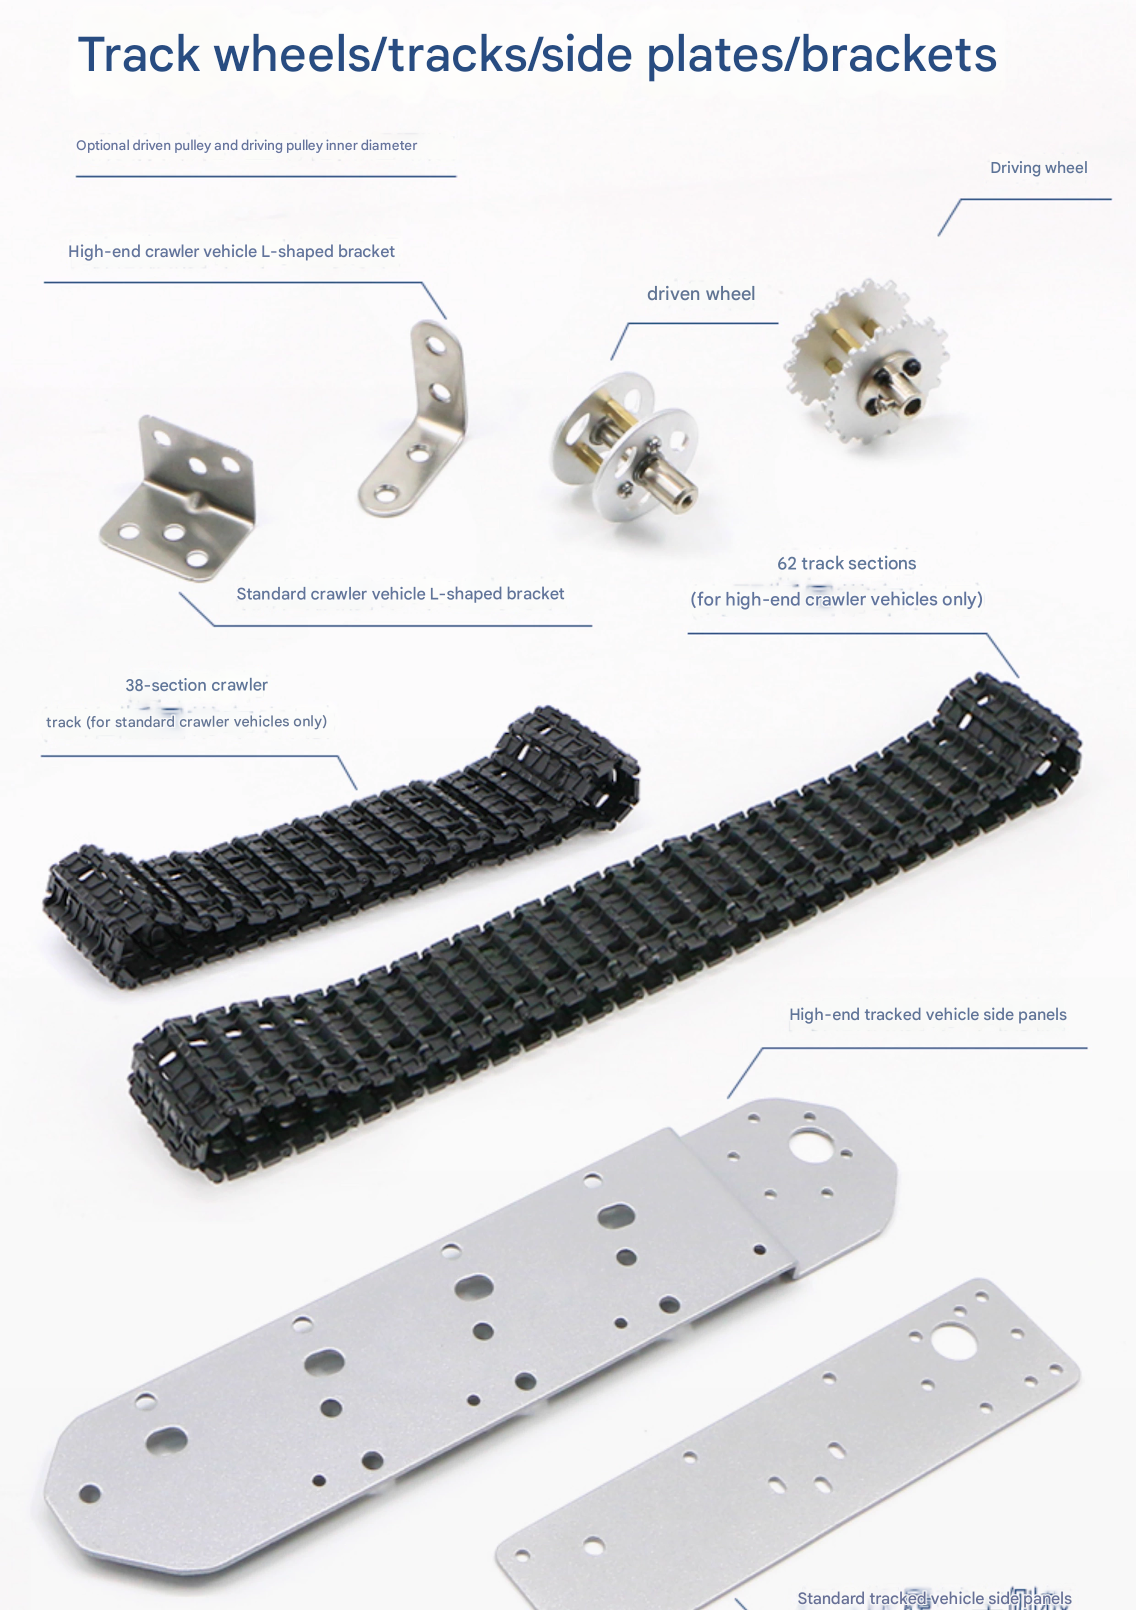 Track wheels/tracks/side plates/brackets
Optional driven pulley and driving pulley inner diameter
Driving wheel
High-end crawler vehicle L-shaped bracket
driven wheel
62 track sections
(for high-end crawler vehicles only)
Standard crawler vehicle L-shaped bracket
38-section crawler
track (for standard crawler vehicles only)
High-end tracked vehicle side panels
Standard tracked vehicle side panels